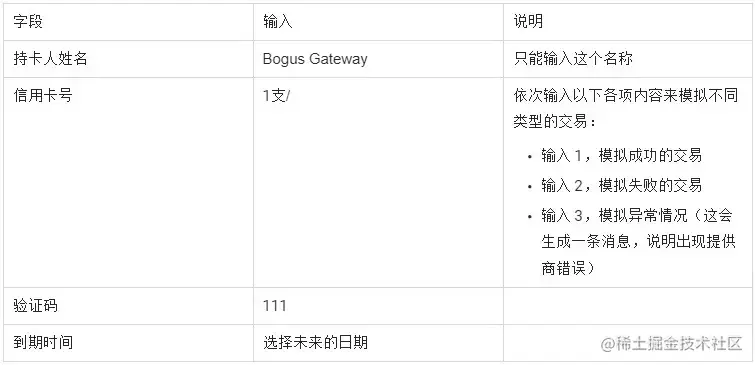 字段 输入 说明
持卡人姓名 Bogus Gateway 只能输入这个名称
信用卡号 1支/ 依次输入以下各项内容来模拟不同
类型的交易：
• 输入 1，模拟成功的交易
• 输入 2，模拟失败的交易
• 输入 3，模拟异常情况（这会
生成一条消息，说明出现提供
商错误）
验证码 111
到期时间 选择未来的日期
@稀土掘金技术社区